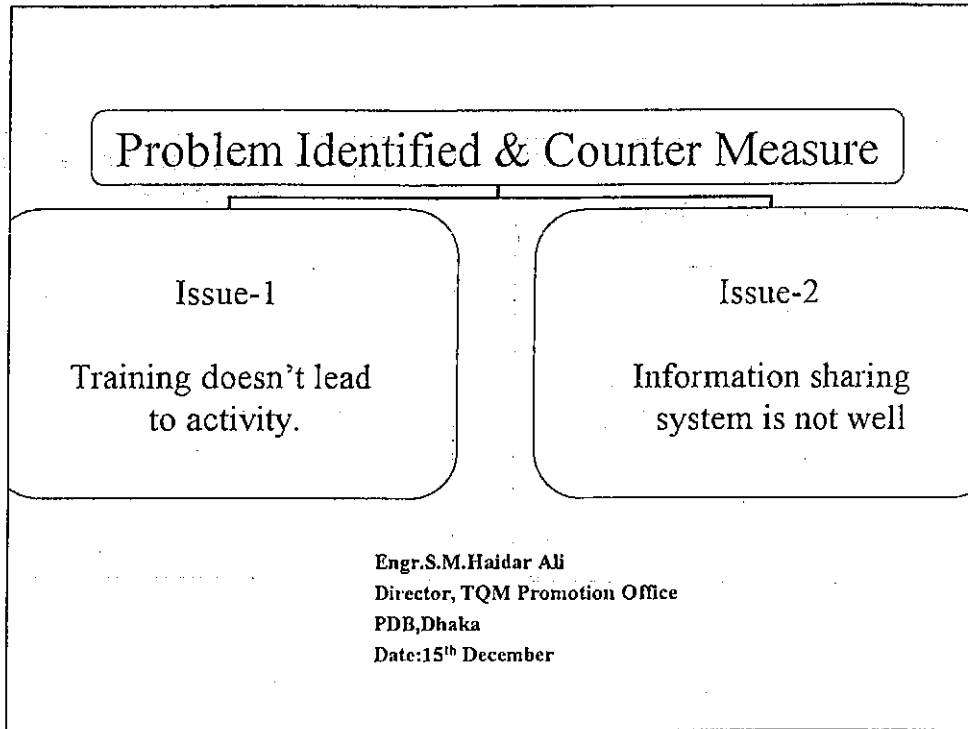 Problem Identified & Counter Measure
Issue-1
Training doesn't lead
to activity.
Issue-2
Information sharing
system is not well
Engr.S.M.Haidar Ali
Director, TQM Promotion Office
PDB,Dhaka
Date:15th December